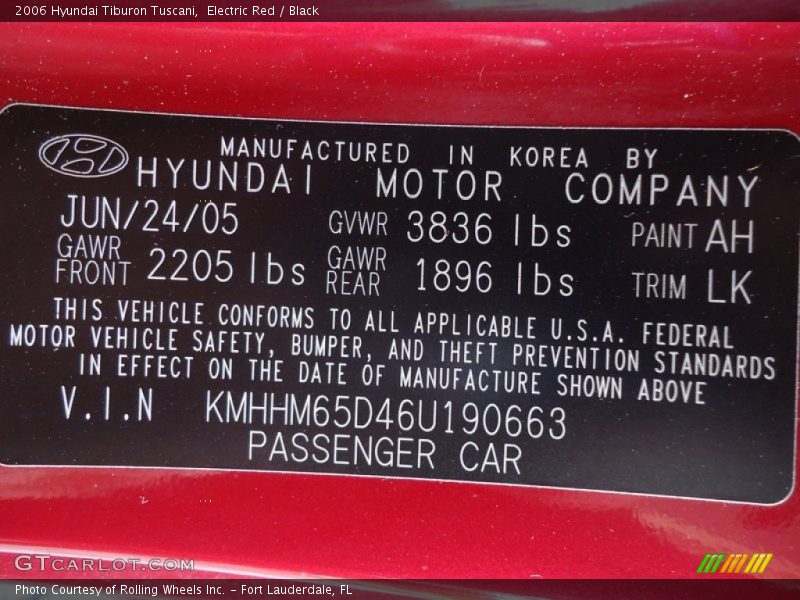 2006 Hyundai Tiburon Tuscani,  Electric Red / Black
MANUFACTURED IN KOREA BY
HYUNDAI MOTOR COMPANY
JUN/24/05 GVWR 3836 lbs PAINT AH
GAWR FRONT 2205 lbs GAWR REAR 1896 lbs TRIM LK
THIS VEHICLE CONFORMS TO ALL APPLICABLE U.S.A. FEDERAL
MOTOR VEHICLE SAFETY, BUMPER, AND THEFT PREVENTION STANDARDS
IN EFFECT ON THE DATE OF MANUFACTURE SHOWN ABOVE
V.I.N KMHHM65D46U190663
PASSENGER CAR
GTCARLOT.COM
Photo Courtesy of Rolling Wheels Inc. – Fort Lauderdale, FL